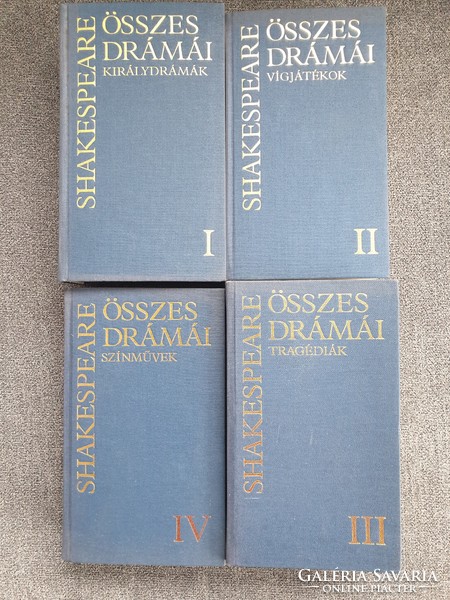 SHAKESPEARE
ÖSSZES
DRÁMÁI
KIRÁLYDRÁMÁK
I
SHAKESPEARE
ÖSSZES
DRÁMÁI
VÍGJÁTÉKOK
II
SHAKESPEARE
ÖSSZES
DRÁMÁI
SZÍNMŰVEK
IV
SHAKESPEARE
ÖSSZES
DRÁMÁI
TRAGÉDIÁK
III
GALÉRIA SAVARIA
ONLINE PIACTÉR